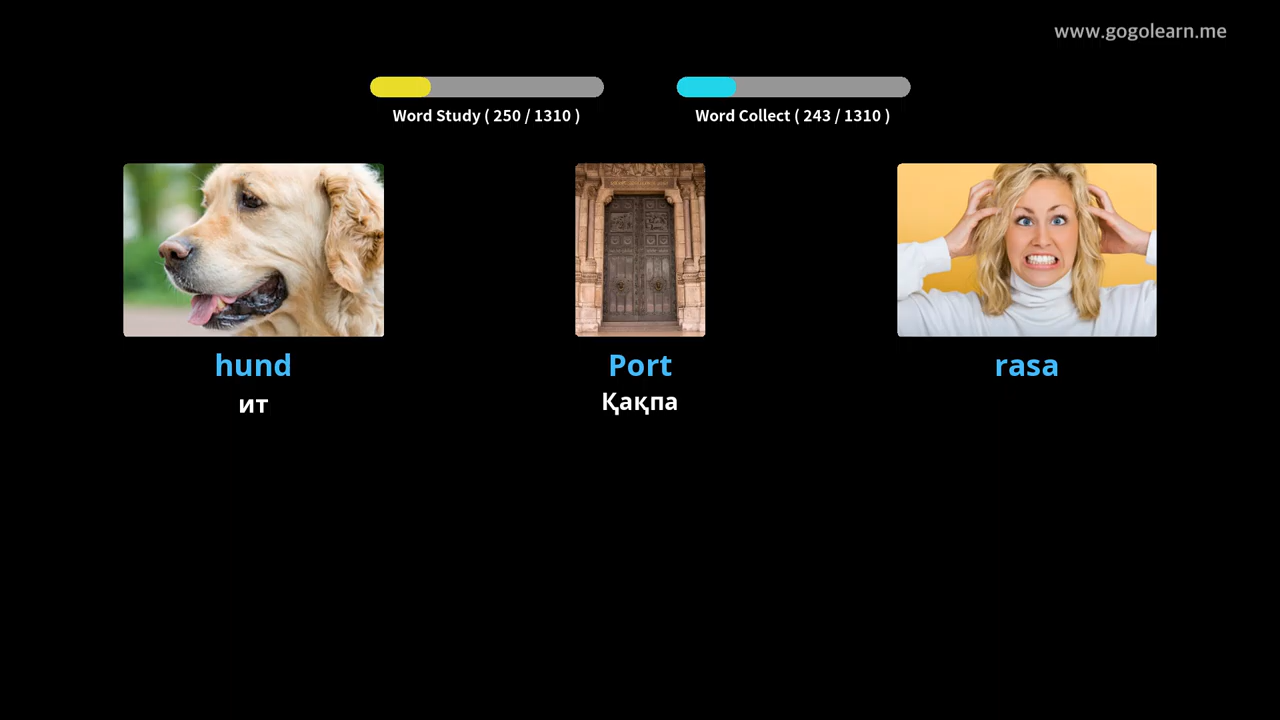 www.gogolearn.me
Word Study ( 250 / 1310 )
Word Collect ( 243 / 1310 )
hund
Port
rasa
ит
Қақпа